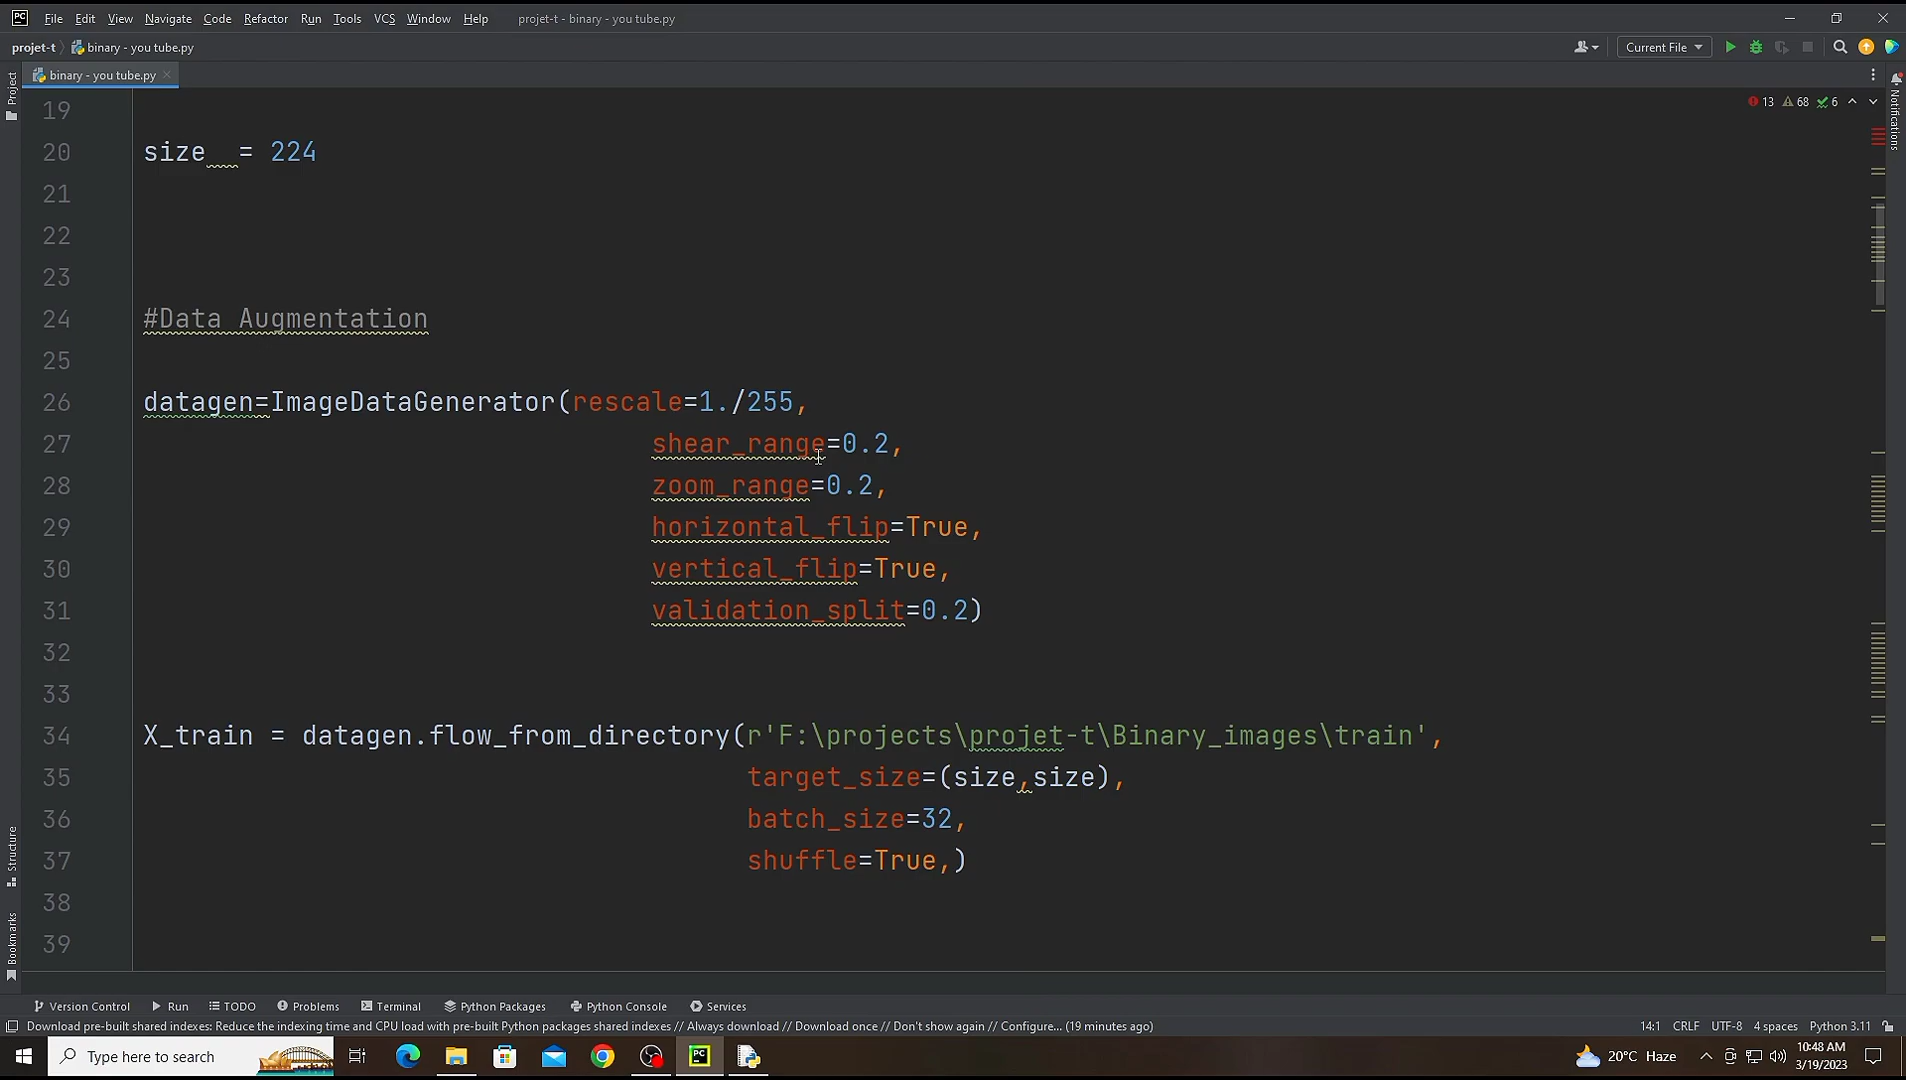 File Edit View Navigate Code Refactor Run Tools VCS Window Help projet-t - binary - you tube.py
projet-t binary - you tube.py Current File
binary - you tube.py
Project
Notifications
13 68 6
19
20 size = 224
21
22
23
24 #Data Augmentation
25
26 datagen=ImageDataGenerator(rescale=1./255,
27 shear_range=0.2,
28 zoom_range=0.2,
29 horizontal_flip=True,
30 vertical_flip=True,
31 validation_split=0.2)
32
33
34 X_train = datagen.flow_from_directory(r'F:\projects\projet-t\Binary_images\train',
35 target_size=(size,size),
36 batch_size=32,
37 shuffle=True,)
38
39
Structure
Bookmarks
Version Control Run TODO Problems Terminal Python Packages Python Console Services
Download pre-built shared indexes: Reduce the indexing time and CPU load with pre-built Python packages shared indexes // Always download // Download once // Don't show again // Configure... (19 minutes ago) 14:1 CRLF UTF-8 4 spaces Python 3.11
Type here to search PC 20°C Haze 10:48 AM
3/19/2023